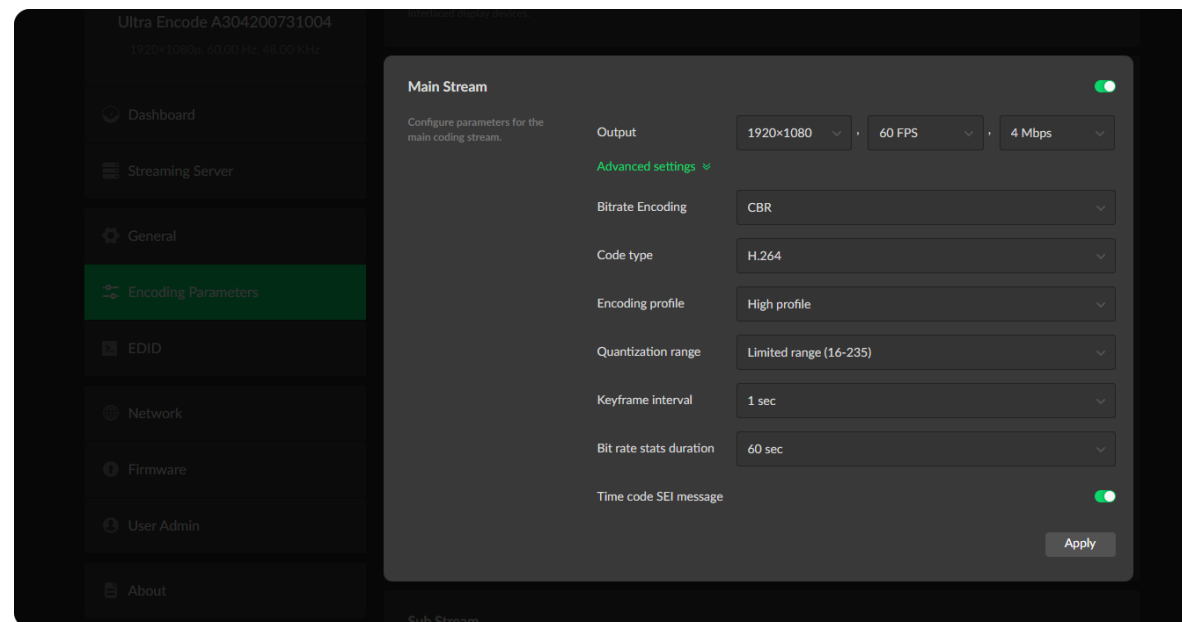 Ultra Encode A304200731004
1920×1080p, 60.00 Hz, 48.00 KHz
Dashboard
Streaming Server
General
Encoding Parameters
EDID
Network
Firmware
User Admin
About
interlaced display devices.
Main Stream
Configure parameters for the
main coding stream.
Output 1920×1080 , 60 FPS , 4 Mbps
Advanced settings
Bitrate Encoding CBR
Code type H.264
Encoding profile High profile
Quantization range Limited range (16-235)
Keyframe interval 1 sec
Bit rate stats duration 60 sec
Time code SEI message
Apply
Sub Stream